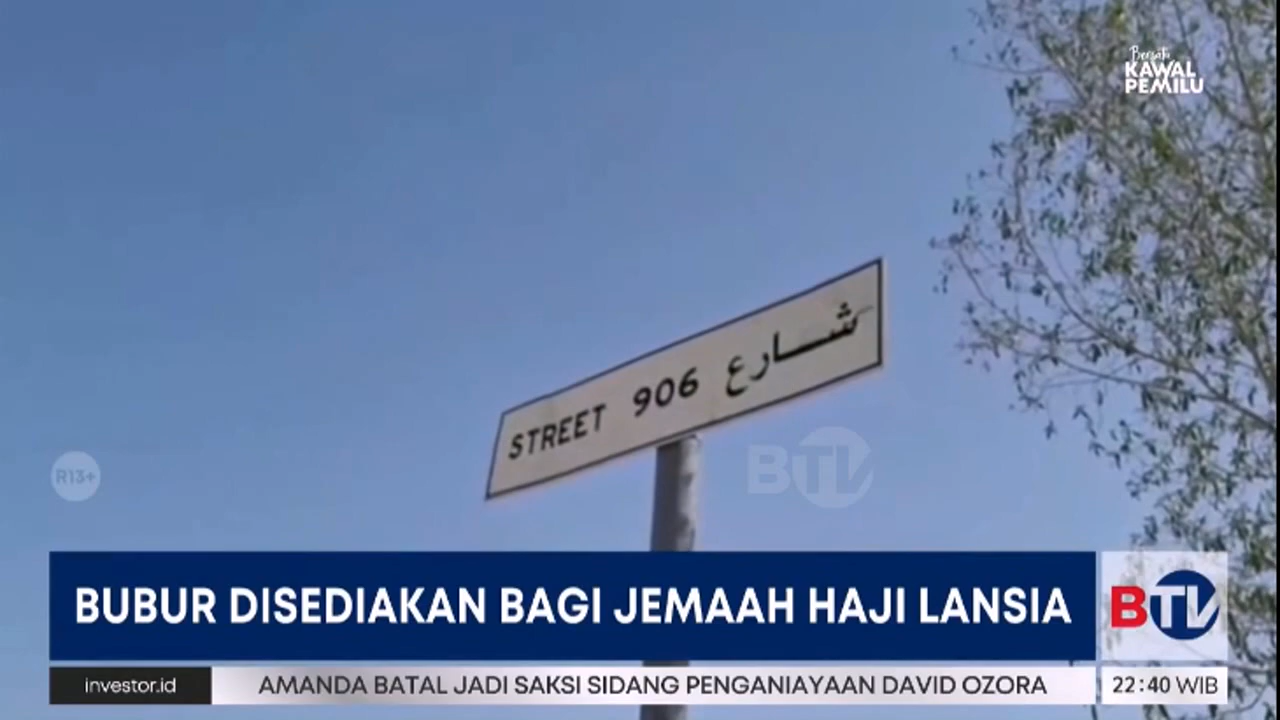 Bersatu
KAWAL
PEMILU
STREET 906 شارع
R13+
BTV
BUBUR DISEDIAKAN BAGI JEMAAH HAJI LANSIA
BTV
investor.id
AMANDA BATAL JADI SAKSI SIDANG PENGANIAYAAN DAVID OZORA
22:40 WIB